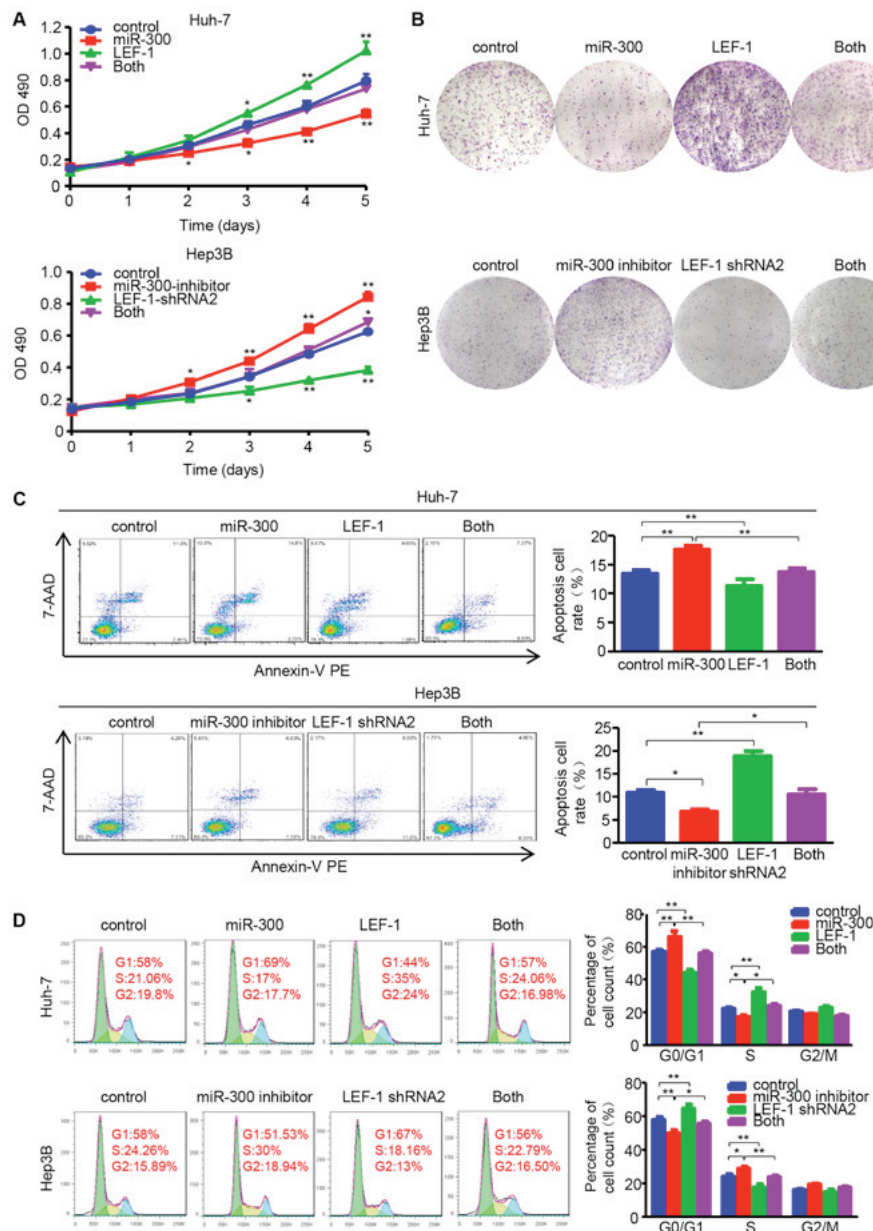 A
Huh-7
control
miR-300
LEF-1
Both
OD 490
1.2
1.0
0.8
0.6
0.4
0.2
0
0 1 2 3 4 5
Time (days)
* * ** **
* * ** **
Hep3B
control
miR-300-inhibitor
LEF-1-shRNA2
Both
OD 490
1.2
1.0
0.8
0.6
0.4
0.2
0
0 1 2 3 4 5
Time (days)
* ** ** **
*
* ** **
B
control miR-300 LEF-1 Both
Huh-7
control miR-300 inhibitor LEF-1 shRNA2 Both
Hep3B
C
Huh-7
control miR-300 LEF-1 Both
7-AAD
Annexin-V PE
Apoptosis cell
rate (%)
20
15
10
5
0
**
** **
control miR-300 LEF-1 Both
Hep3B
control miR-300 inhibitor LEF-1 shRNA2 Both
7-AAD
Annexin-V PE
Apoptosis cell
rate (%)
25
20
15
10
5
0
*
**
*
control miR-300 LEF-1 Both
inhibitor shRNA2
D
control miR-300 LEF-1 Both
Huh-7
G1:58%
S:21.06%
G2:19.8%
G1:69%
S:17%
G2:17.7%
G1:44%
S:35%
G2:24%
G1:57%
S:24.06%
G2:16.98%
Percentage of
cell count (%)
80
60
40
20
0
control
miR-300
LEF-1
Both
**
** **
**
* *
G0/G1 S G2/M
control miR-300 inhibitor LEF-1 shRNA2 Both
Hep3B
G1:58%
S:24.26%
G2:15.89%
G1:51.53%
S:30%
G2:18.94%
G1:67%
S:18.16%
G2:13%
G1:56%
S:22.79%
G2:16.50%
Percentage of
cell count (%)
80
60
40
20
0
control
miR-300 inhibitor
LEF-1 shRNA2
Both
**
** *
**
* **
G0/G1 S G2/M